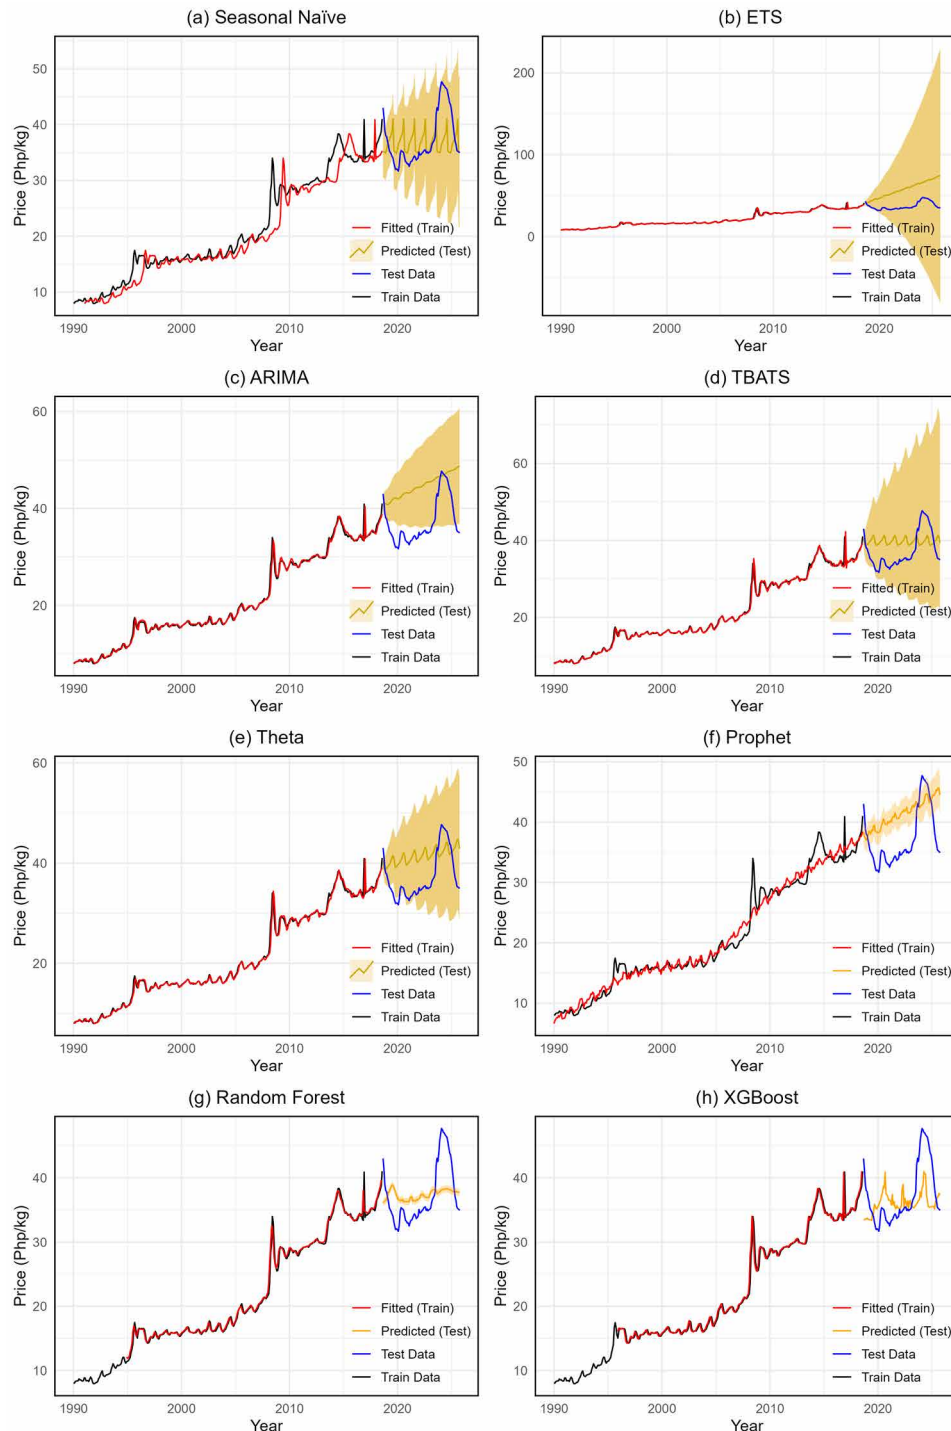 (a) Seasonal Naïve
Price (Php/kg)
50
40
30
20
10
Fitted (Train)
Predicted (Test)
Test Data
Train Data
1990 2000 2010 2020
Year
(b) ETS
Price (Php/kg)
200
100
0
Fitted (Train)
Predicted (Test)
Test Data
Train Data
1990 2000 2010 2020
Year
(c) ARIMA
Price (Php/kg)
60
40
20
Fitted (Train)
Predicted (Test)
Test Data
Train Data
1990 2000 2010 2020
Year
(d) TBATS
Price (Php/kg)
60
40
20
Fitted (Train)
Predicted (Test)
Test Data
Train Data
1990 2000 2010 2020
Year
(e) Theta
Price (Php/kg)
60
40
20
Fitted (Train)
Predicted (Test)
Test Data
Train Data
1990 2000 2010 2020
Year
(f) Prophet
Price (Php/kg)
50
40
30
20
10
Fitted (Train)
Predicted (Test)
Test Data
Train Data
1990 2000 2010 2020
Year
(g) Random Forest
Price (Php/kg)
40
30
20
10
Fitted (Train)
Predicted (Test)
Test Data
Train Data
1990 2000 2010 2020
Year
(h) XGBoost
Price (Php/kg)
40
30
20
10
Fitted (Train)
Predicted (Test)
Test Data
Train Data
1990 2000 2010 2020
Year